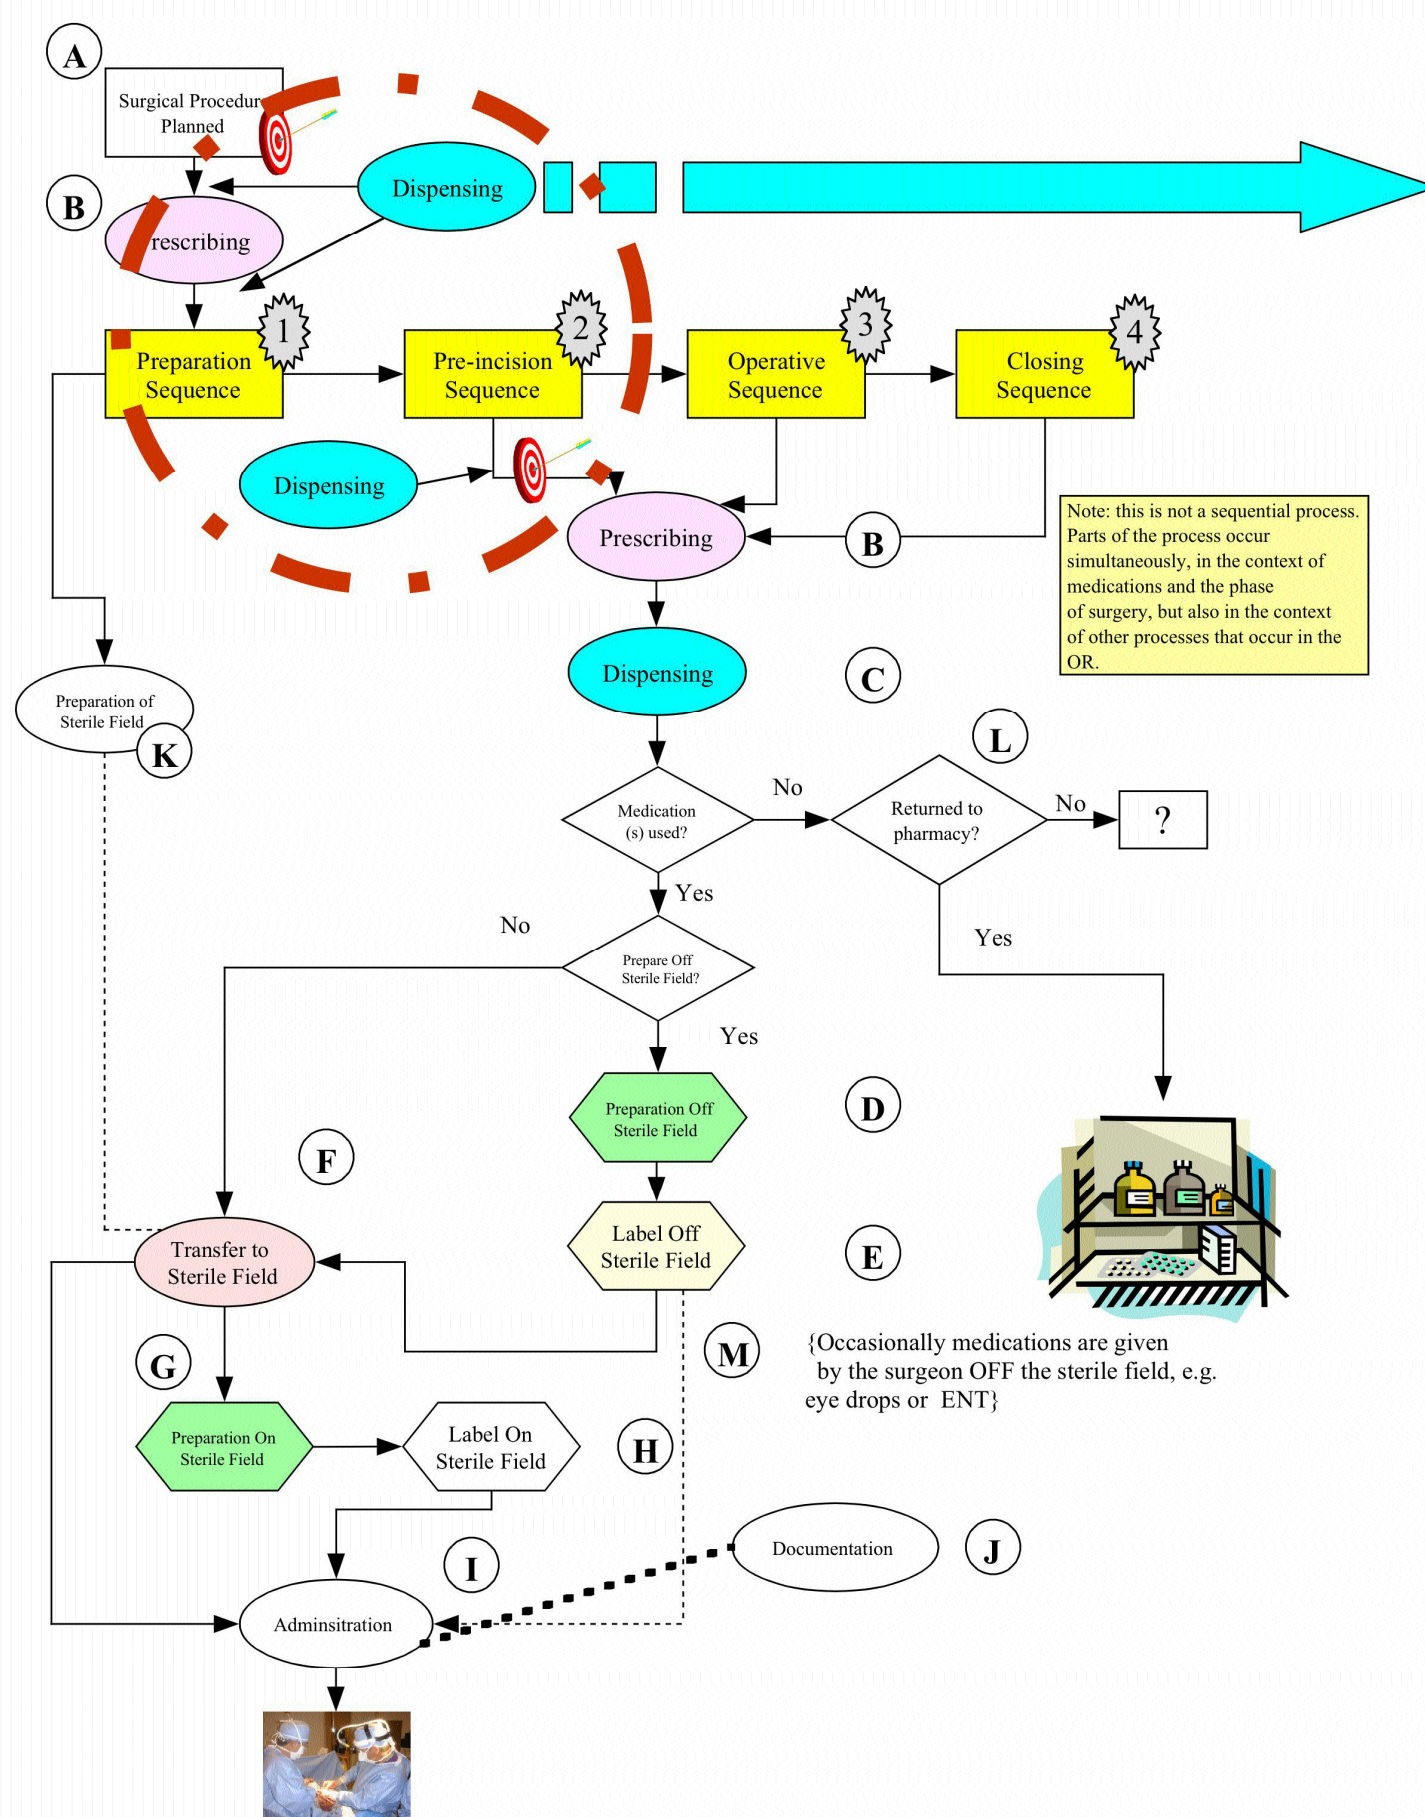 A
Surgical Procedur
Planned
Dispensing
B
rescribing
1
2
3
4
Preparation
Sequence
Pre-incision
Sequence
Operative
Sequence
Closing
Sequence
Dispensing
Prescribing
B
Note: this is not a sequential process.
Parts of the process occur
simultaneously, in the context of
medications and the phase
of surgery, but also in the context
of other processes that occur in the
OR.
Dispensing
C
Preparation of
Sterile Field
K
L
Medication
(s) used?
No
Returned to
pharmacy?
No
?
Yes
No
Yes
Prepare Off
Sterile Field?
Yes
Preparation Off
Sterile Field
D
F
Transfer to
Sterile Field
Label Off
Sterile Field
E
G
M
{Occasionally medications are given
by the surgeon OFF the sterile field, e.g.
eye drops or ENT}
Preparation On
Sterile Field
Label On
Sterile Field
H
I
Documentation
J
Adminsitration